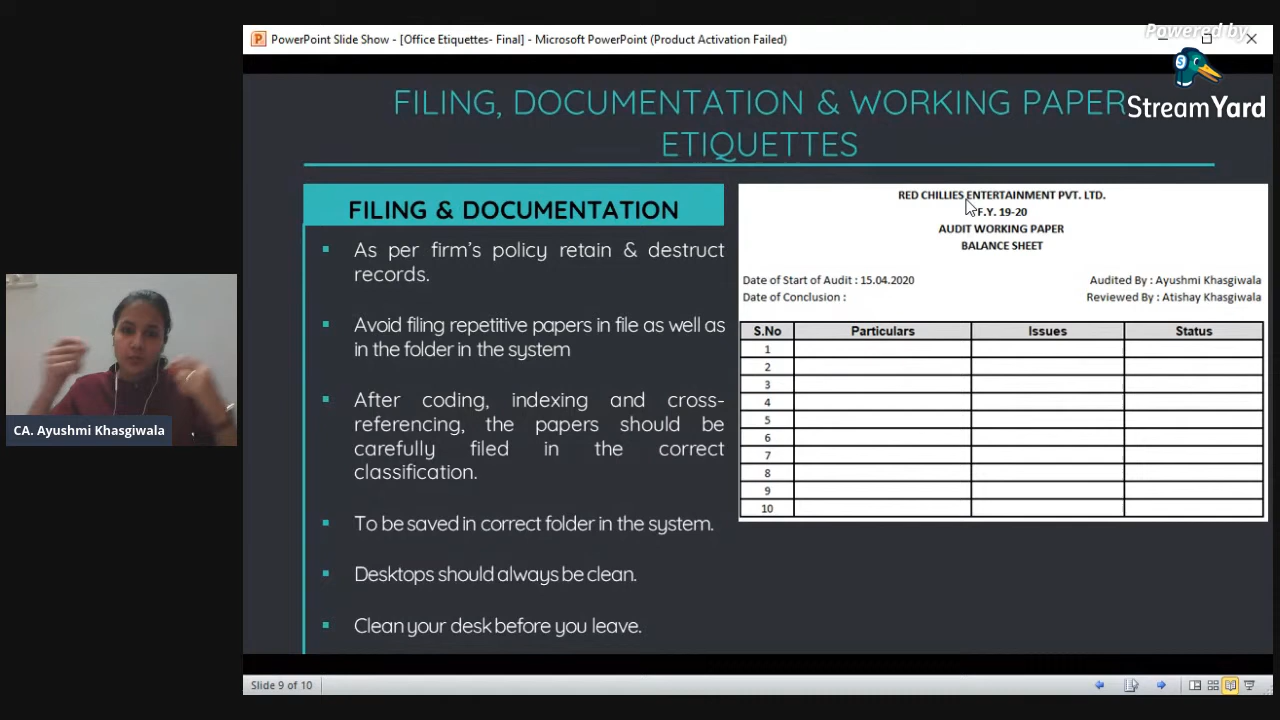 PowerPoint Slide Show - [Office Etiquettes- Final] - Microsoft PowerPoint (Product Activation Failed)
Powered by
StreamYard
FILING, DOCUMENTATION & WORKING PAPER
ETIQUETTES
FILING & DOCUMENTATION
As per firm's policy retain & destruct
records.
Avoid filing repetitive papers in file as well as
in the folder in the system
After coding, indexing and cross-
referencing, the papers should be
carefully filed in the correct
classification.
To be saved in correct folder in the system.
Desktops should always be clean.
Clean your desk before you leave.
RED CHILLIES ENTERTAINMENT PVT. LTD.
F.Y. 19-20
AUDIT WORKING PAPER
BALANCE SHEET
Date of Start of Audit : 15.04.2020 Audited By : Ayushmi Khasgiwala
Date of Conclusion : Reviewed By : Atishay Khasgiwala
S.No Particulars Issues Status
1
2
3
4
5
6
7
8
9
10
CA. Ayushmi Khasgiwala
Slide 9 of 10